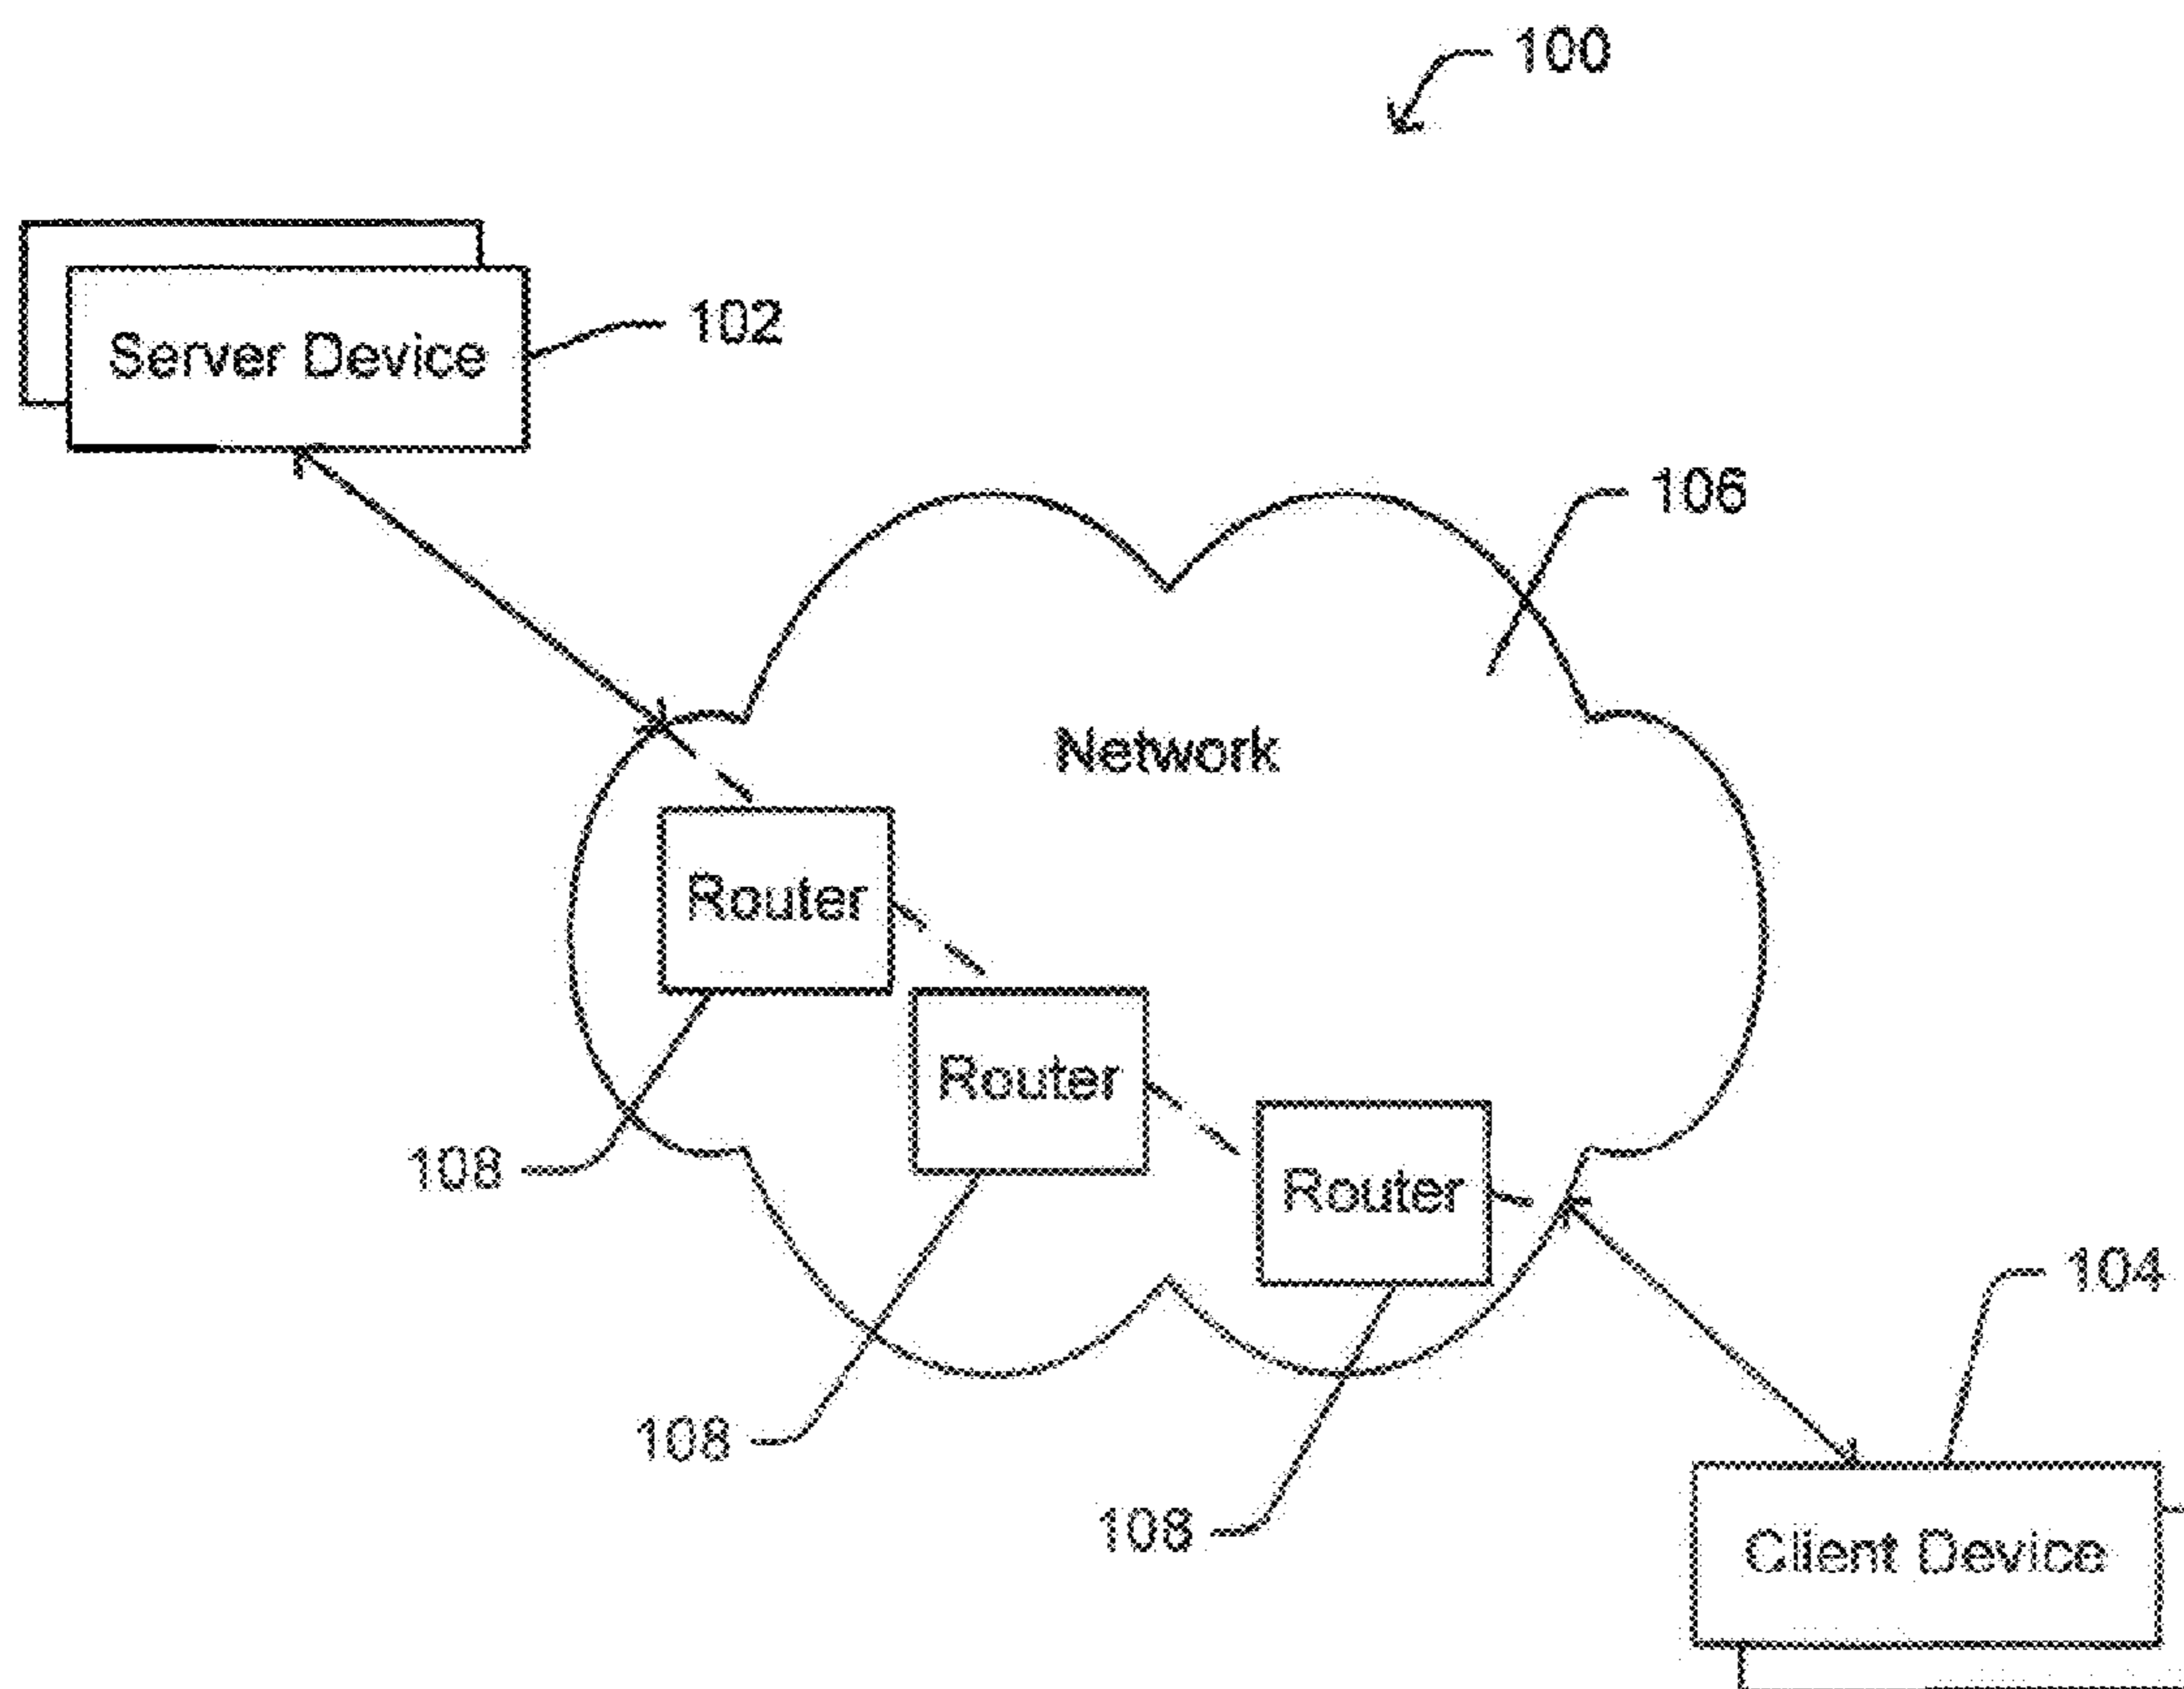 100
Server Device
102
106
Network
Router
Router
108
Router
104
108
108
Client Device